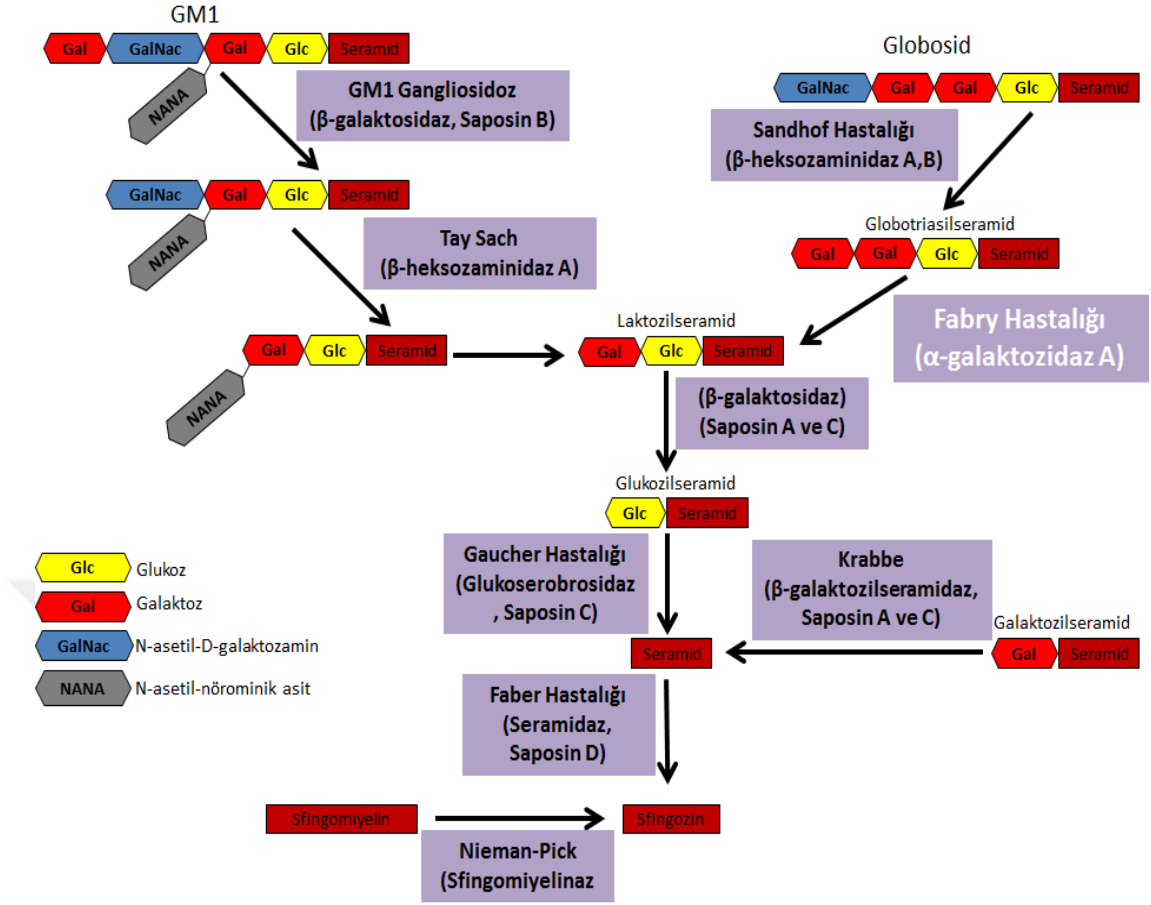 GM1
Gal GalNac Gal Glc Seramid
NANA
GM1 Gangliosidoz
(β-galaktosidaz, Saposin B)
Globosid
GalNac Gal Gal Glc Seramid
Sandhof Hastalığı
(β-heksozaminidaz A,B)
GalNac Gal Glc Seramid
NANA
Tay Sach
(β-heksozaminidaz A)
Globotriasilseramid
Gal Gal Glc Seramid
Fabry Hastalığı
(α-galaktozidaz A)
Gal Glc Seramid
NANA
Laktozilseramid
Gal Glc Seramid
(β-galaktosidaz)
(Saposin A ve C)
Glukozilseramid
Glc Seramid
Gaucher Hastalığı
(Glukoserobrosidaz
, Saposin C)
Krabbe
(β-galaktozilseramidaz,
Saposin A ve C)
Galaktozilseramid
Gal Seramid
Seramid
Faber Hastalığı
(Seramidaz,
Saposin D)
Sfingomiyelin
Sfingozin
Nieman-Pick
(Sfingomiyelinaz
Glc Glukoz
Gal Galaktoz
GalNac N-asetil-D-galaktozamin
NANA N-asetil-nörominik asit